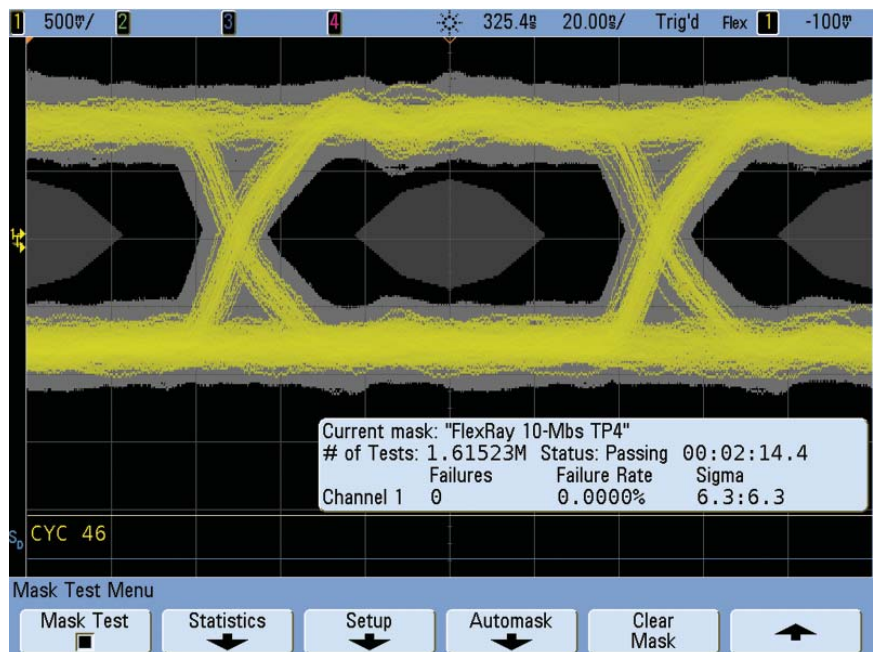 1 500mV/ 2 3 4 325.4ns 20.00ns/ Trig'd Flex 1 -100mV
Current mask: "FlexRay 10-Mbs TP4"
# of Tests: 1.61523M Status: Passing 00:02:14.4
Failures Failure Rate Sigma
Channel 1 0 0.0000% 6.3:6.3
SD CYC 46
Mask Test Menu
Mask Test Statistics Setup Automask Clear
Mask